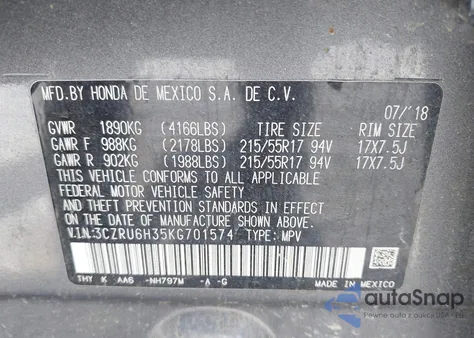 MFD.BY HONDA DE MEXICO S.A. DE C.V.
07/'18
GVWR 1890KG (4166LBS) TIRE SIZE RIM SIZE
GAWR F 988KG (2178LBS) 215/55R17 94V 17X7.5J
GAWR R 902KG (1988LBS) 215/55R17 94V 17X7.5J
THIS VEHICLE CONFORMS TO ALL APPLICABLE
FEDERAL MOTOR VEHICLE SAFETY AND
THEFT PREVENTION STANDARDS IN EFFECT ON
THE DATE OF MANUFACTURE SHOWN ABOVE.
V.I.N:3CZRU6H35KG701574 TYPE: MPV
THY K AA6 -NH797M -A -G
autoSnap
Pewne auto z USA